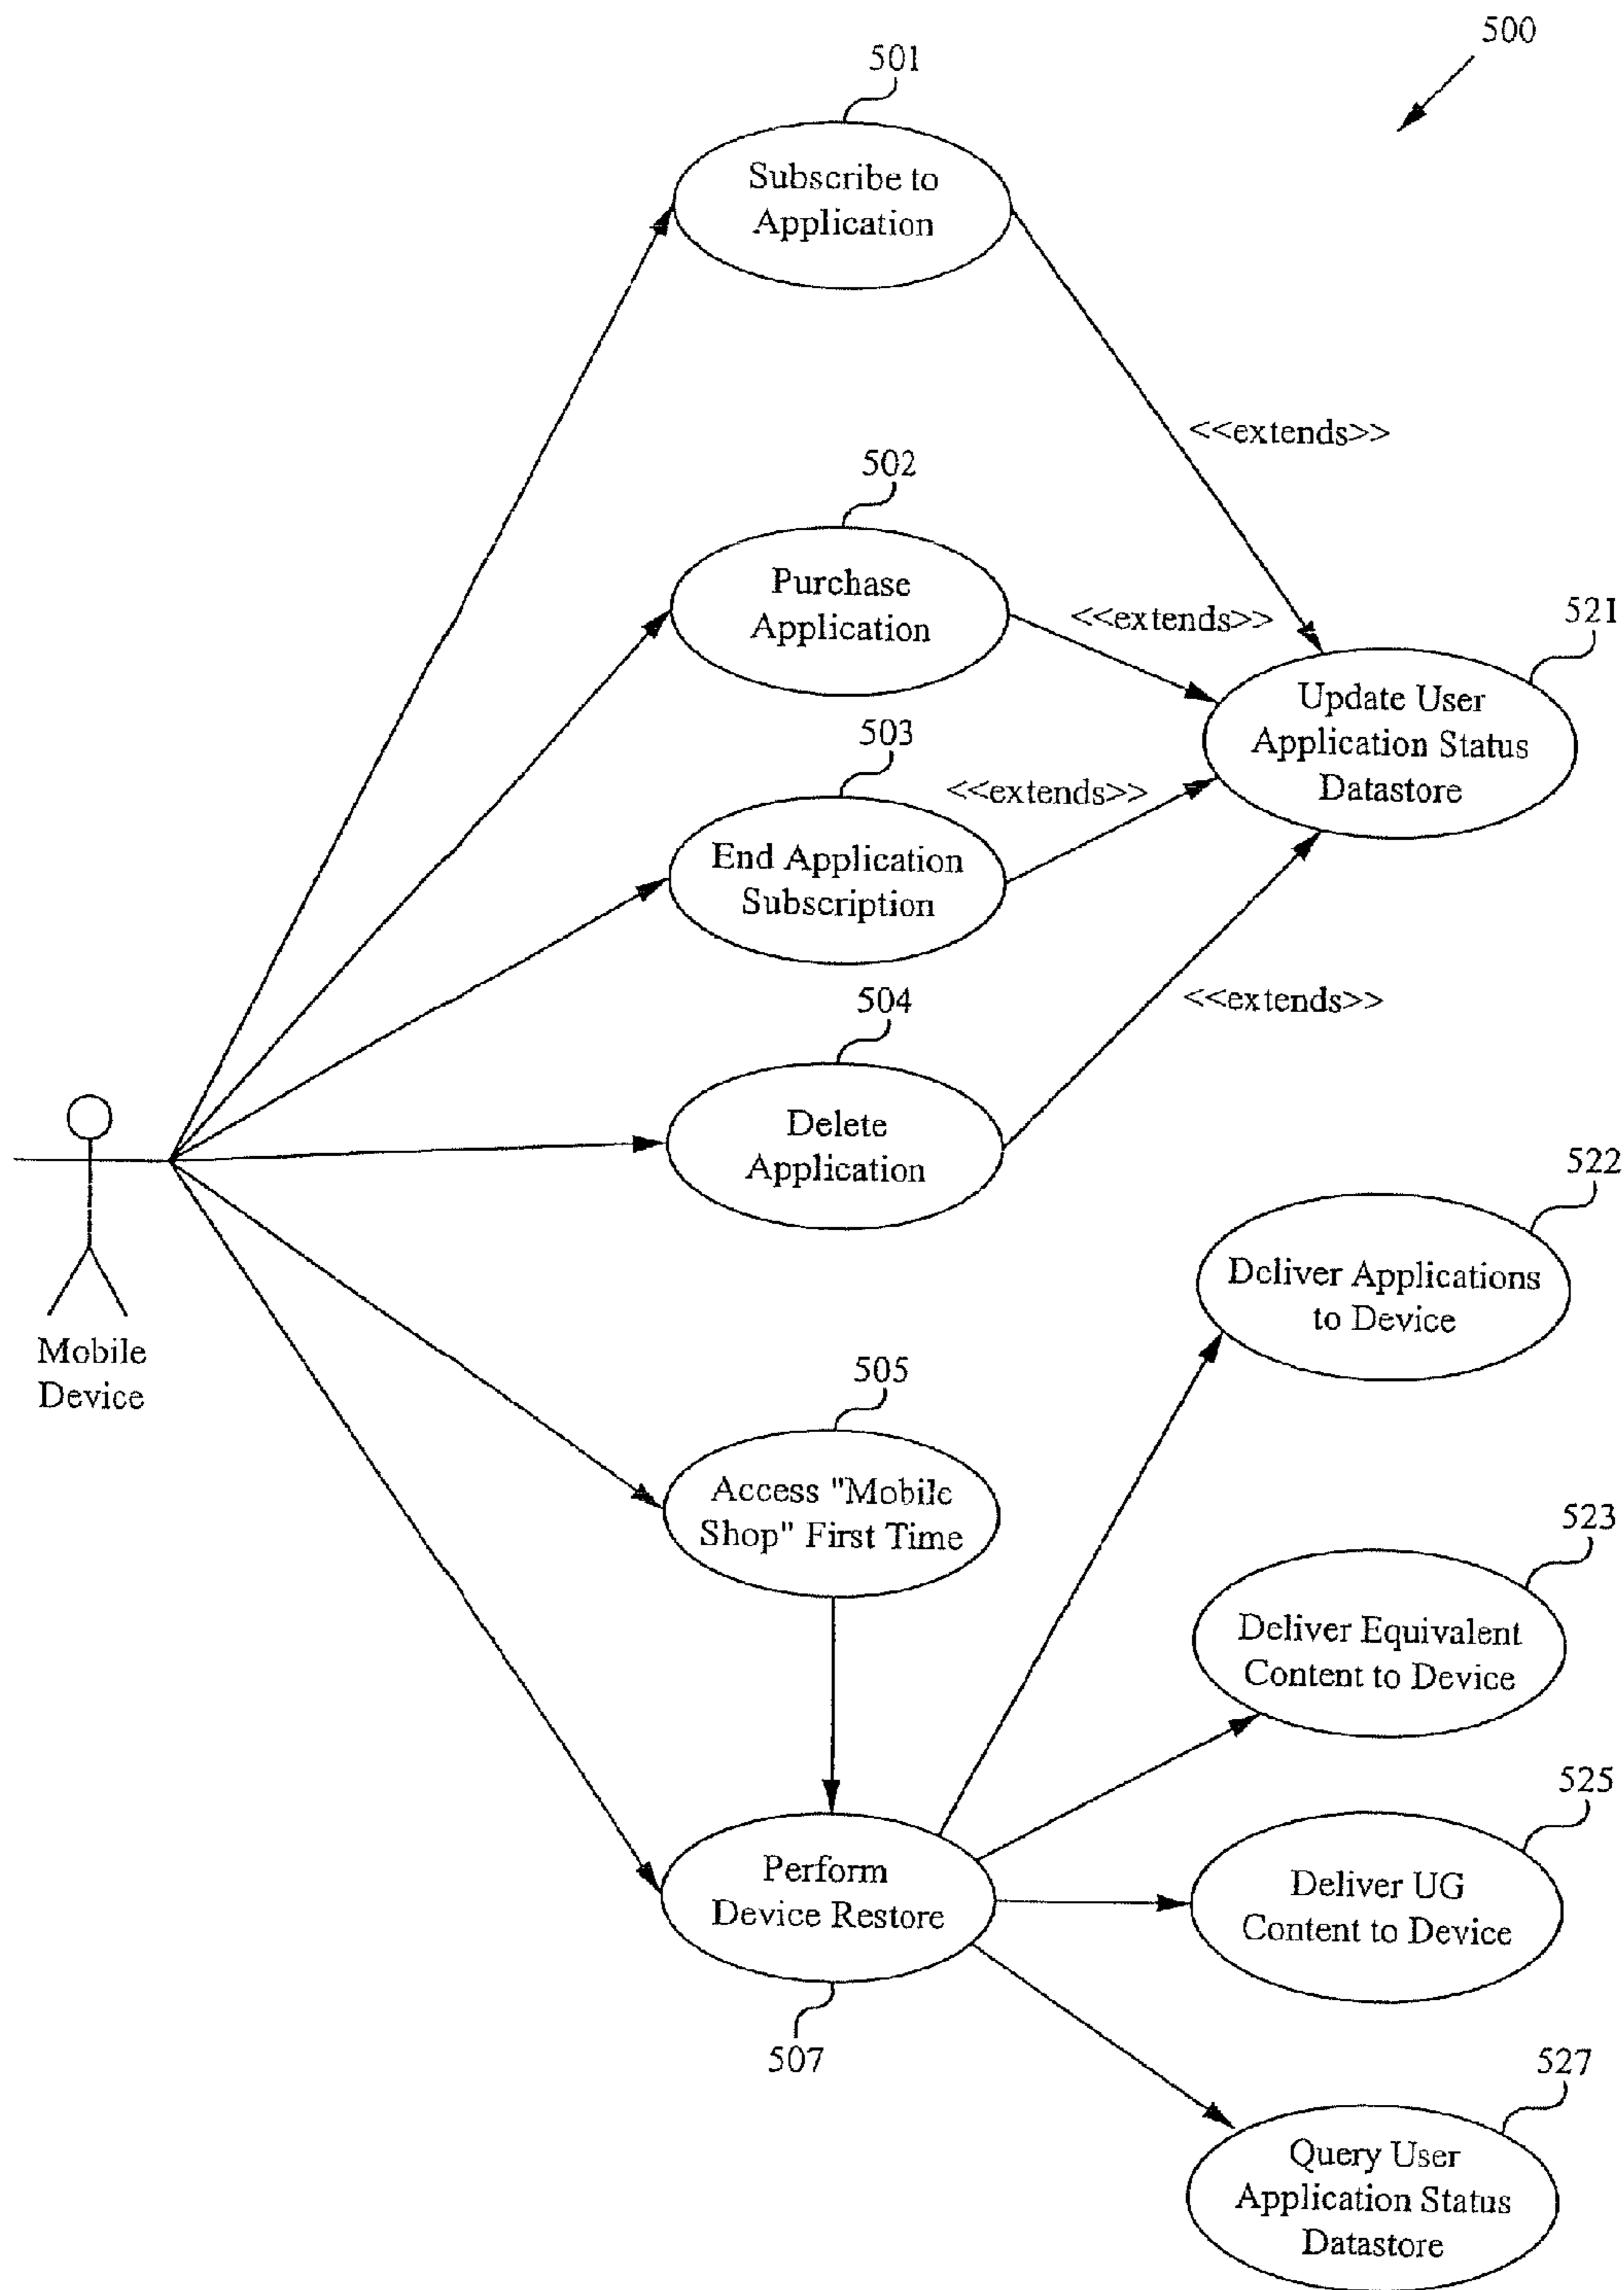 500
501
Subscribe to
Application
<<extends>>
502
Purchase
Application
<<extends>>
521
Update User
Application Status
Datastore
503
End Application
Subscription
<<extends>>
504
Delete
Application
<<extends>>
Mobile
Device
522
Deliver Applications
to Device
505
Access "Mobile
Shop" First Time
523
Deliver Equivalent
Content to Device
525
Deliver UG
Content to Device
Perform
Device Restore
507
527
Query User
Application Status
Datastore